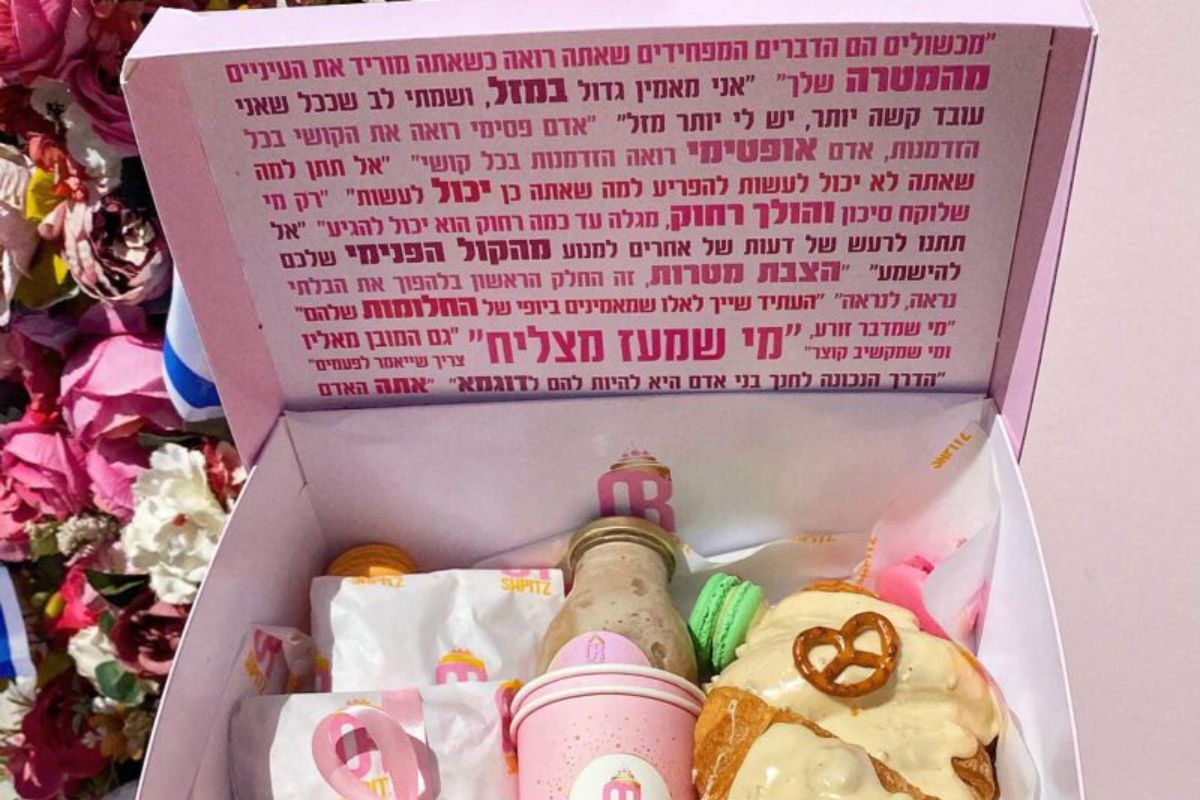 "מכשולים הם הדברים המפחידים שאתה רואה כשאתה מוריד את העיניים
מהמטרה שלך" "אני מאמין גדול במזל, ושמתי לב שככל שאני
עובד קשה יותר, יש לי יותר מזל" "אדם פסימי רואה את הקושי בכל
הזדמנות, אדם אופטימי רואה הזדמנות בכל קושי" "אל תתן למה
שאתה לא יכול לעשות להפריע למה שאתה כן יכול לעשות" "רק מי
שלוקח סיכון והולך רחוק, מגלה עד כמה רחוק הוא יכול להגיע" "אל
תתנו לרעש של דעות של אחרים למנוע מהקול הפנימי שלכם
להישמע" "הצבת מטרות, זה החלק הראשון בלהפוך את הבלתי
נראה, לנראה" "העתיד שייך לאלו שמאמינים ביופי של החלומות שלהם"
"מי שמדבר זורע, ומי שמקשיב קוצר" "מי שמעז מצליח" "גם המובן מאליו צריך שייאמר לפעמים"
"הדרך הנכונה לחנך בני אדם היא להיות להם לדוגמא" "אתה האדם
SHPITZ
SHPITZ
SHPITZ